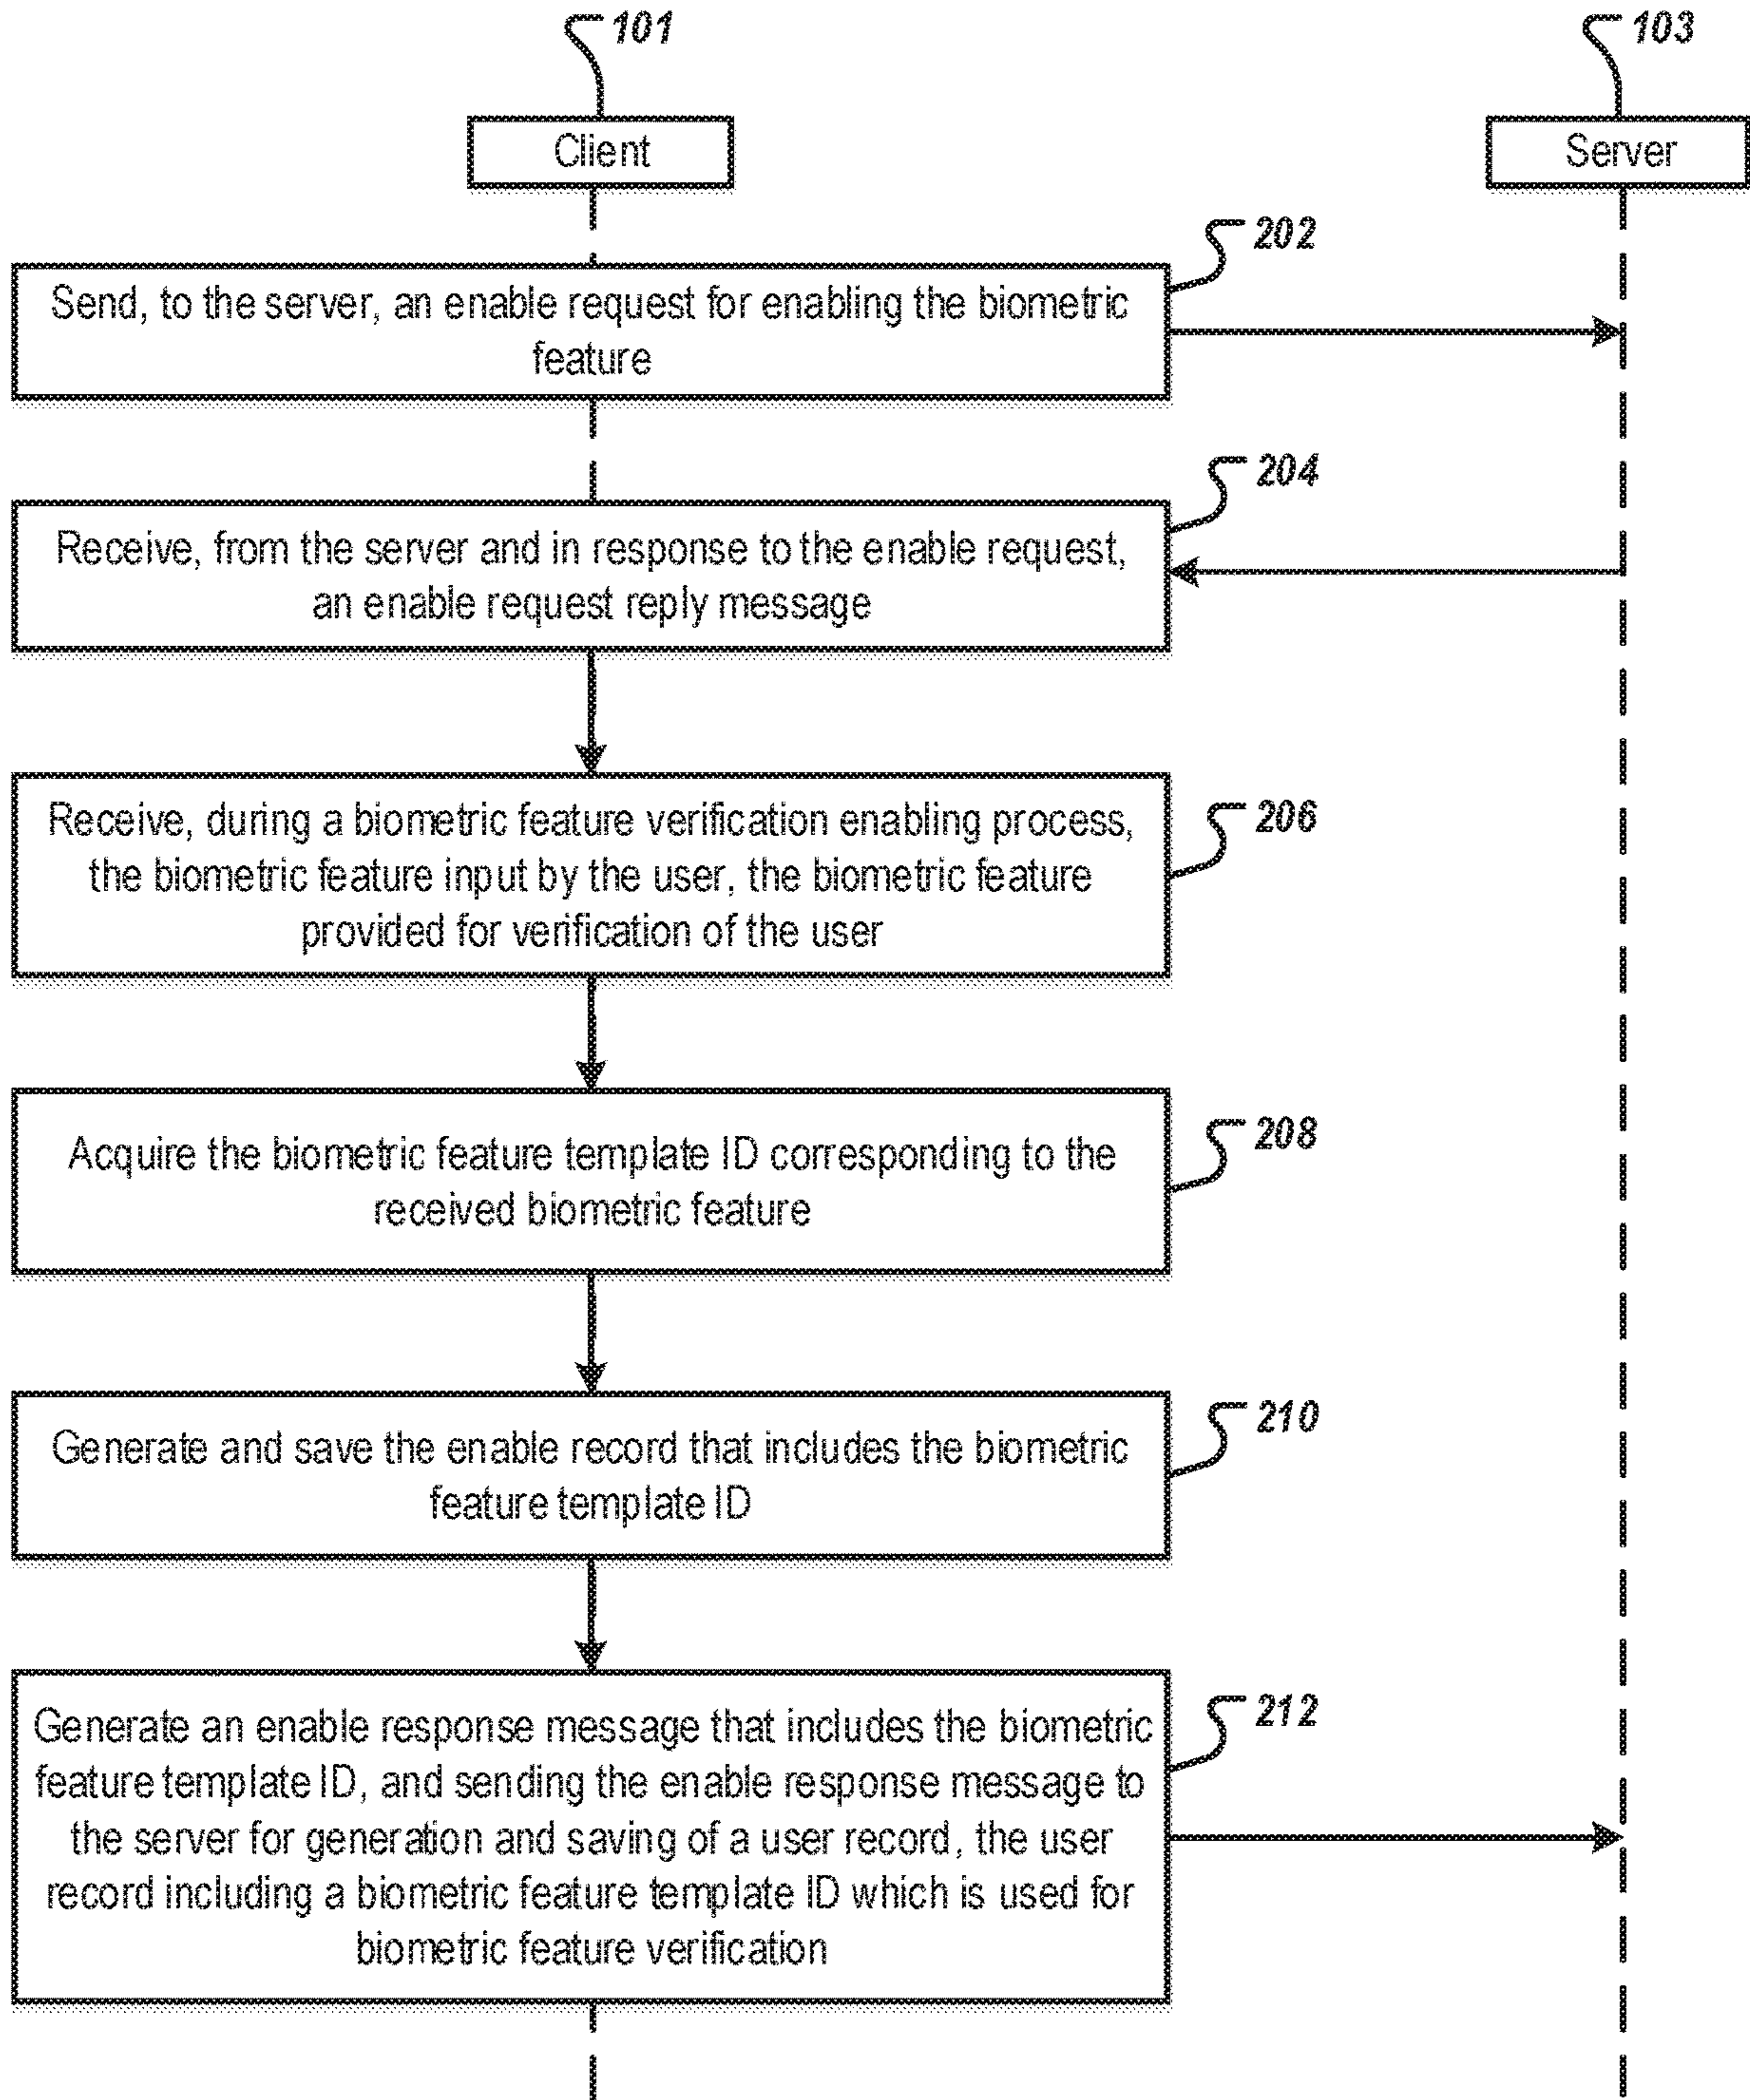 101
103
Client
Server
202
Send, to the server, an enable request for enabling the biometric
feature
204
Receive, from the server and in response to the enable request,
an enable request reply message
206
Receive, during a biometric feature verification enabling process,
the biometric feature input by the user, the biometric feature
provided for verification of the user
208
Acquire the biometric feature template ID corresponding to the
received biometric feature
210
Generate and save the enable record that includes the biometric
feature template ID
212
Generate an enable response message that includes the biometric
feature template ID, and sending the enable response message to
the server for generation and saving of a user record, the user
record including a biometric feature template ID which is used for
biometric feature verification